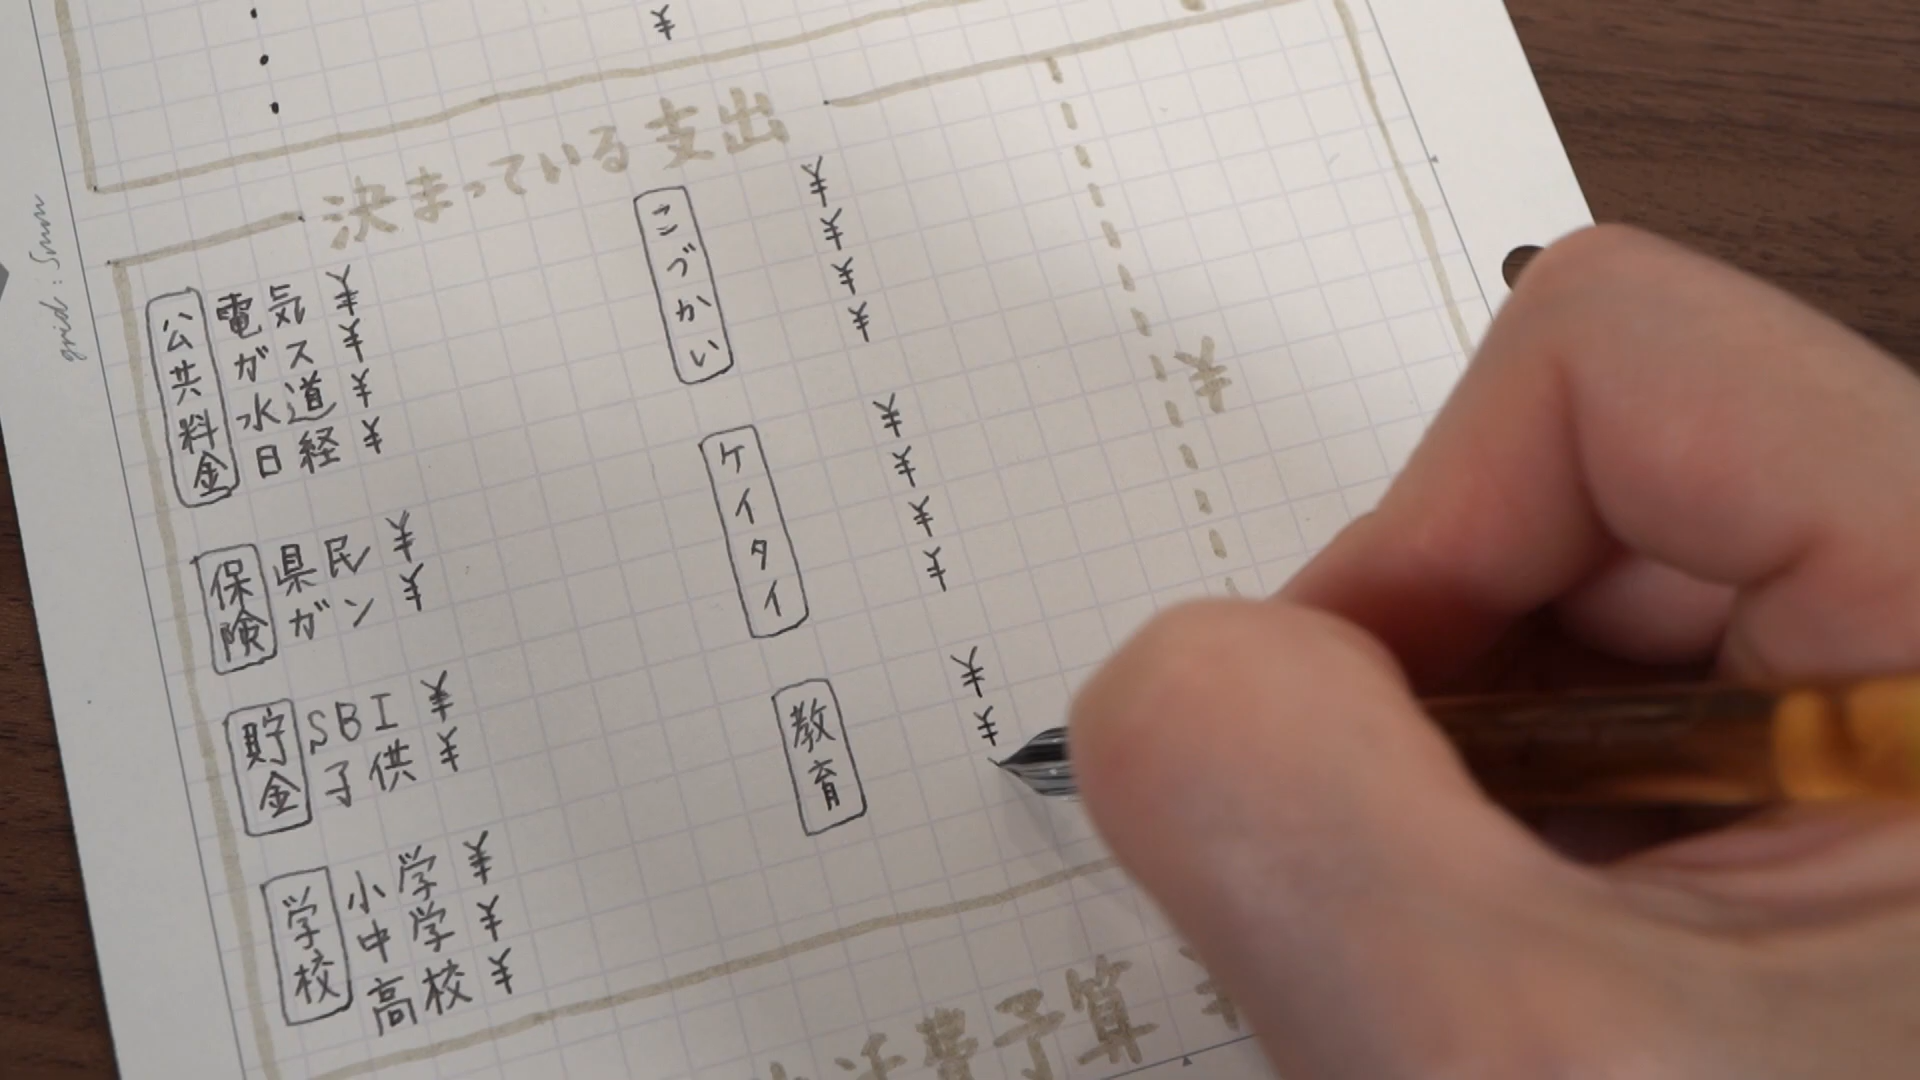 ¥
決まっている支出
公共料金
電気 ¥
ガス ¥
水道 ¥
日経 ¥
保険
県民 ¥
ガン ¥
貯金
SBI ¥
子供 ¥
学校
小学 ¥
中学 ¥
高校 ¥
こづかい
¥
¥
¥
¥
ケイタイ
¥
¥
¥
¥
教育
¥
¥
¥
活費予算 ¥
grid : 5mm